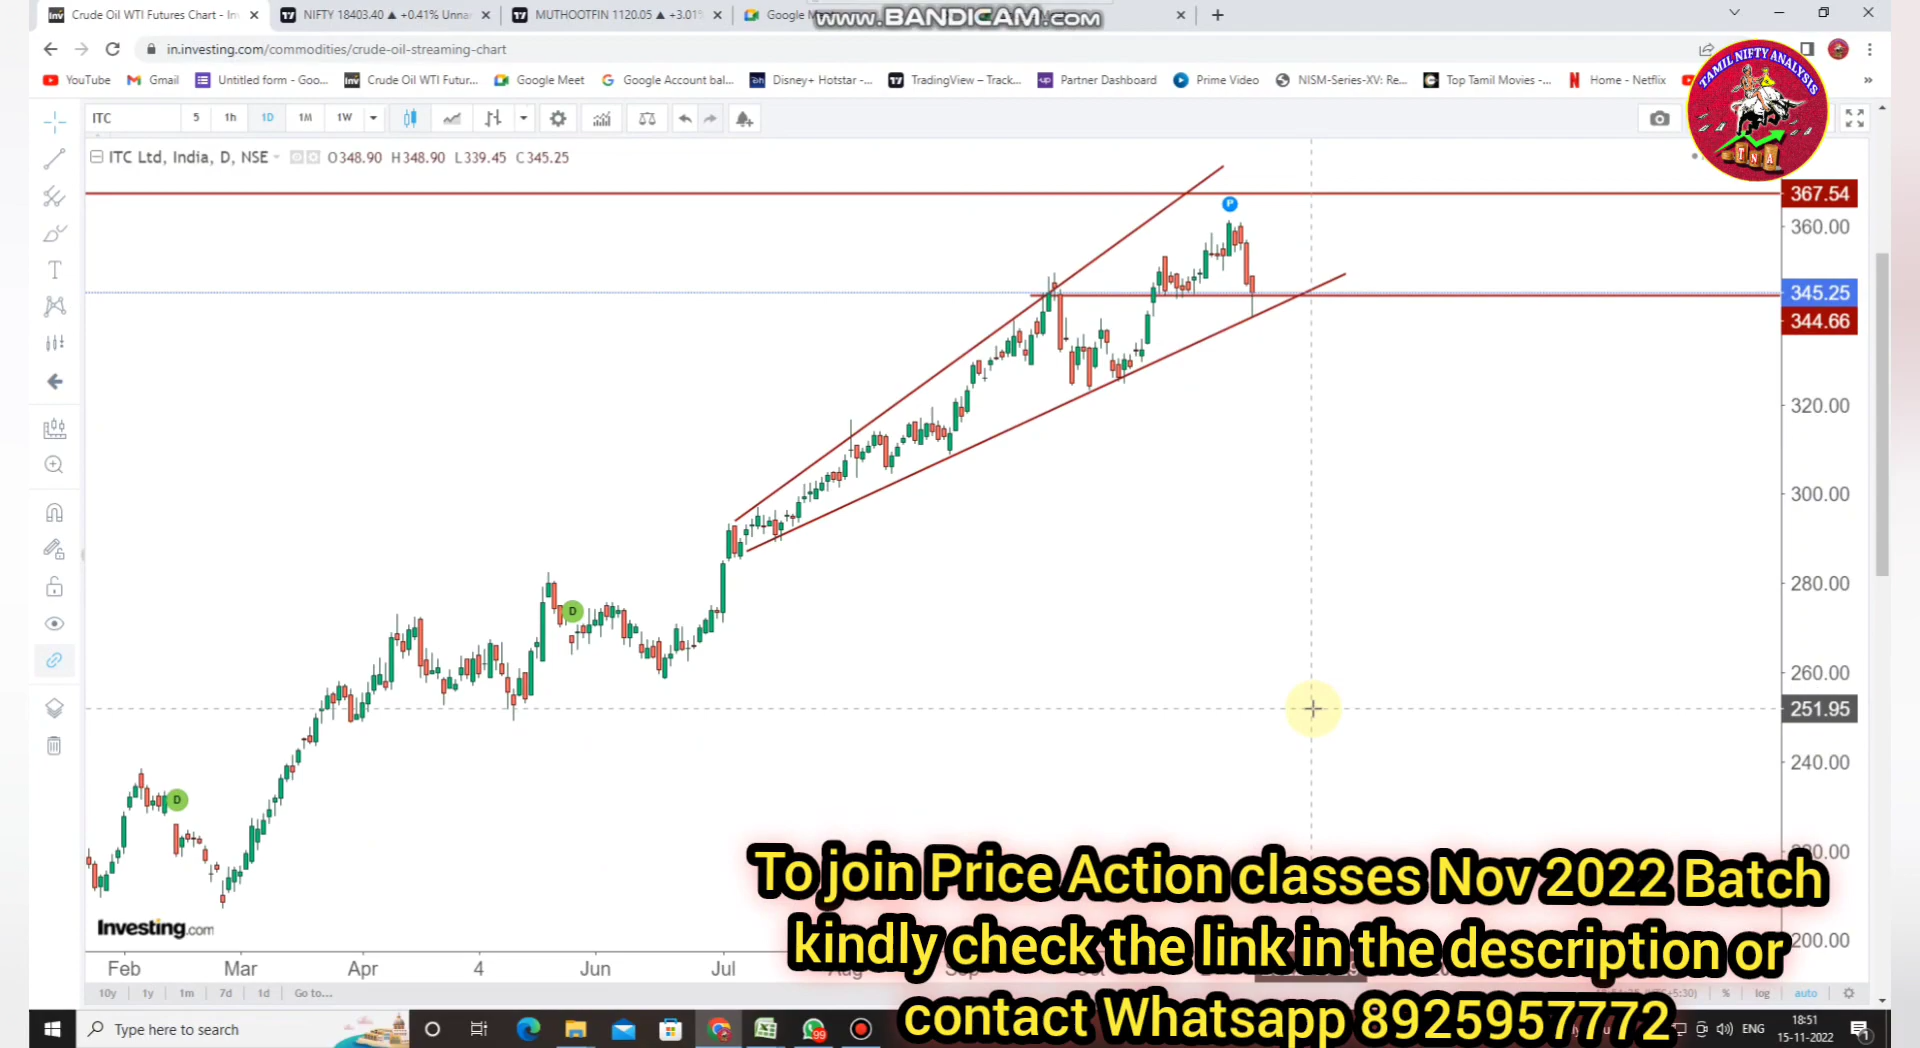 Crude Oil WTI Futures Chart - In
NIFTY 18403.40 ▲ +0.41% Unna
MUTHOOTFIN 1120.05 ▲ +3.01%
Google M
www.BANDICAM.com
in.investing.com/commodities/crude-oil-streaming-chart
YouTube
Gmail
Untitled form - Goo...
Crude Oil WTI Futur...
Google Meet
Google Account bal...
Disney+ Hotstar -...
TradingView – Track...
Partner Dashboard
Prime Video
NISM-Series-XV: Re...
Top Tamil Movies -...
Home - Netflix
TAMIL NIFTY ANALYSIS
TNA
ITC 5 1h 1D 1M 1W
ITC Ltd, India, D, NSE O348.90 H348.90 L339.45 C345.25
367.54
P
360.00
345.25
344.66
320.00
300.00
280.00
D
260.00
251.95
240.00
D
To join Price Action classes Nov 2022 Batch
kindly check the link in the description or
contact Whatsapp 8925957772
Investing.com
200.00
Feb Mar Apr 4 Jun Jul
10y 1y 1m 7d 1d Go to...
% log auto
Type here to search
99
ENG
18:51
15-11-2022
1